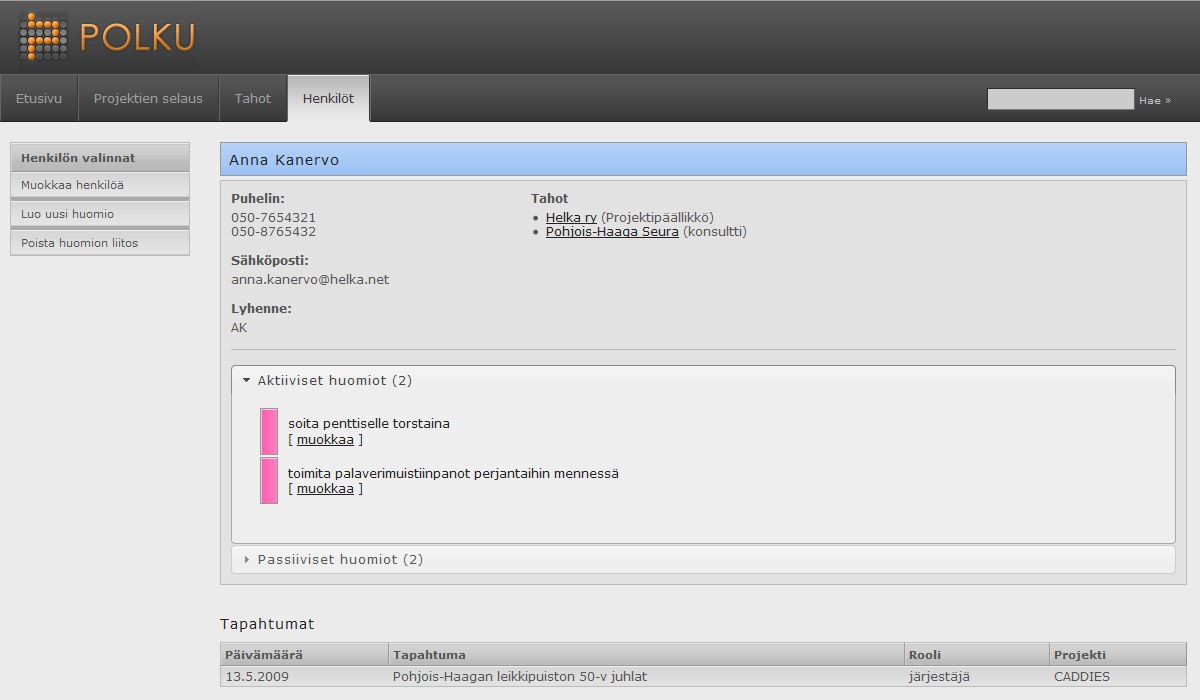 POLKU
Etusivu Projektien selaus Tahot Henkilöt Hae »
Henkilön valinnat
Muokkaa henkilöä
Luo uusi huomio
Poista huomion liitos
Anna Kanervo
Puhelin:
050-7654321
050-8765432
Sähköposti:
anna.kanervo@helka.net
Lyhenne:
AK
Tahot
• Helka ry (Projektipäällikkö)
• Pohjois-Haaga Seura (konsultti)
Aktiiviset huomiot (2)
soita penttiselle torstaina
[ muokkaa ]
toimita palaverimuistiinpanot perjantaihin mennessä
[ muokkaa ]
Passiiviset huomiot (2)
Tapahtumat
Päivämäärä Tapahtuma Rooli Projekti
13.5.2009 Pohjois-Haagan leikkipuiston 50-v juhlat järjestäjä CADDIES